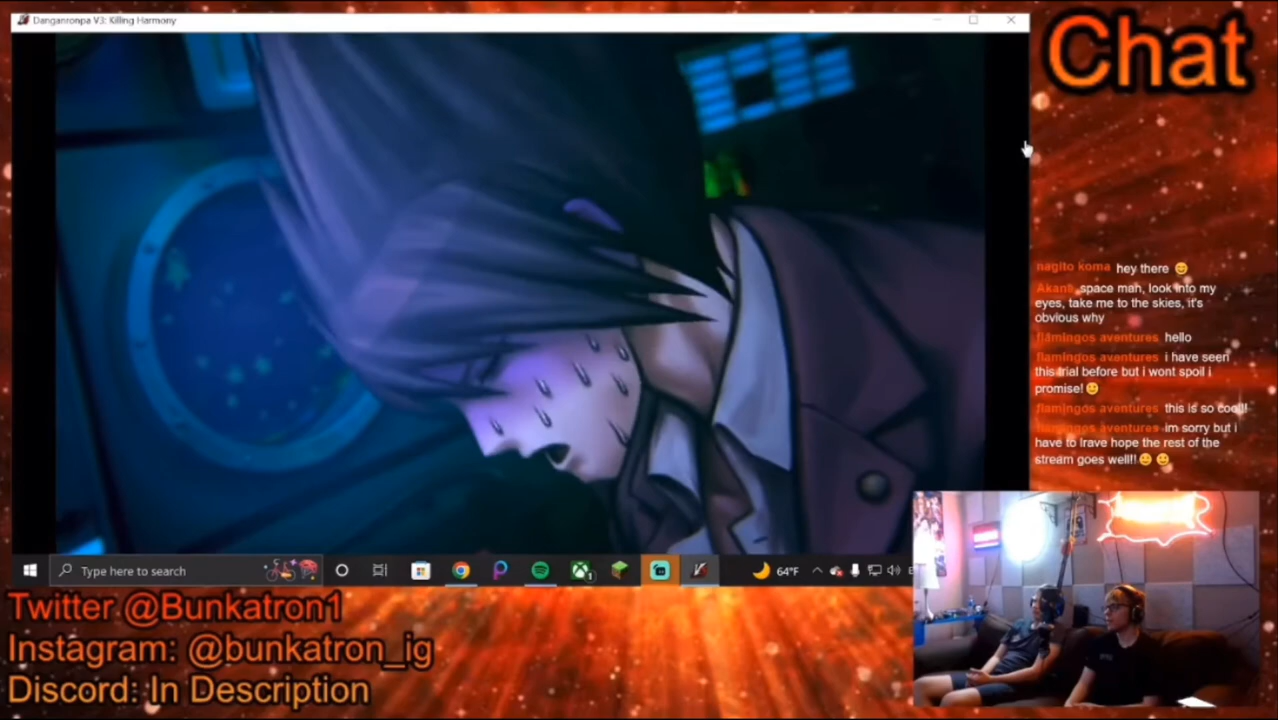 Danganronpa V3: Killing Harmony
Chat
nagito koma hey there
Akane space man, look into my
eyes, take me to the skies, it's
obvious why
flamingos aventures hello
flamingos aventures i have seen
this trial before but i wont spoil i
promise!
flamingos aventures this is so cool!!
flamingos aventures im sorry but i
have to lrave hope the rest of the
stream goes well!!
Type here to search
1
64°F
Twitter @Bunkatron1
Instagram: @bunkatron_ig
Discord: In Description